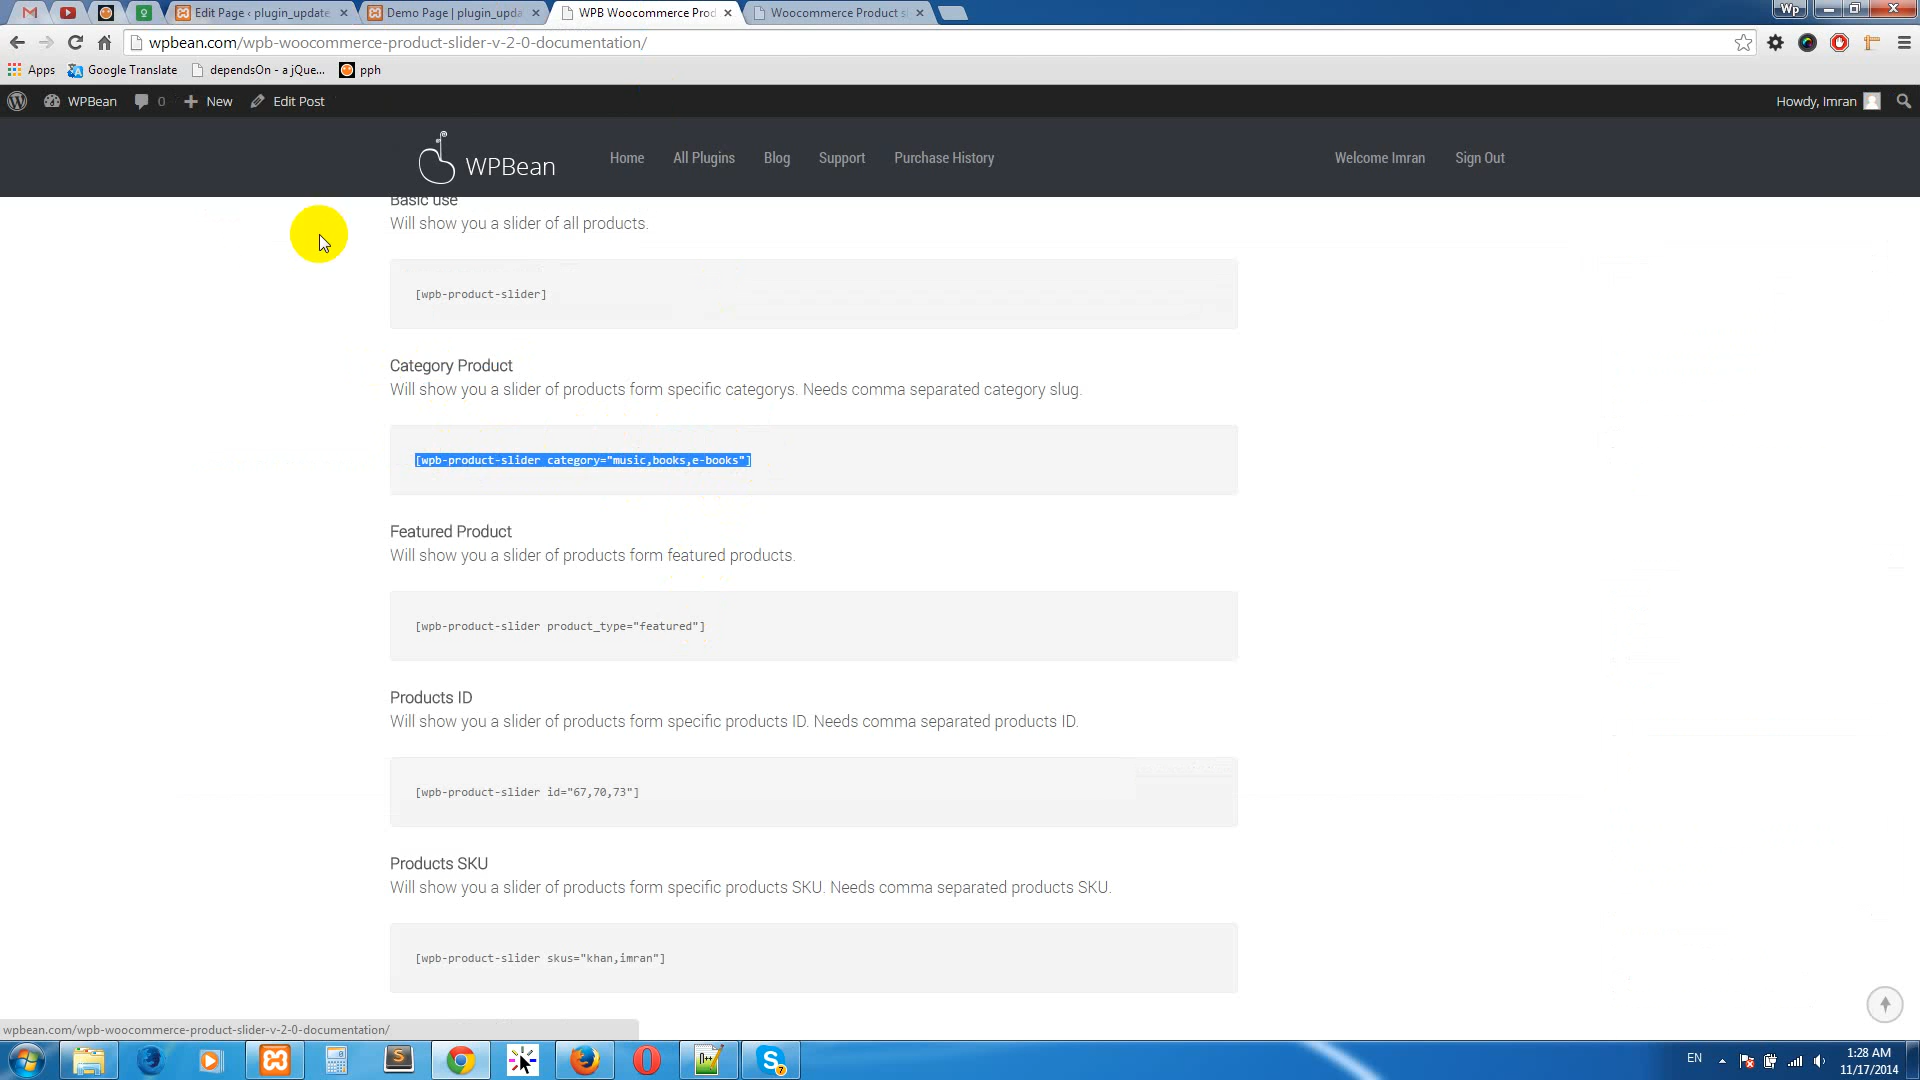 Edit Page ‹ plugin_update
Demo Page | plugin_upda
WPB Woocommerce Prod
Woocommerce Product s
Wp
wpbean.com/wpb-woocommerce-product-slider-v-2-0-documentation/
Apps
Google Translate
dependsOn - a jQue...
pph
WPBean
0
New
Edit Post
Howdy, Imran
WPBean
Home
All Plugins
Blog
Support
Purchase History
Welcome Imran
Sign Out
Basic use
Will show you a slider of all products.
[wpb-product-slider]
Category Product
Will show you a slider of products form specific categorys. Needs comma separated category slug.
[wpb-product-slider category="music,books,e-books"]
Featured Product
Will show you a slider of products form featured products.
[wpb-product-slider product_type="featured"]
Products ID
Will show you a slider of products form specific products ID. Needs comma separated products ID.
[wpb-product-slider id="67,70,73"]
Products SKU
Will show you a slider of products form specific products SKU. Needs comma separated products SKU.
[wpb-product-slider skus="khan,imran"]
wpbean.com/wpb-woocommerce-product-slider-v-2-0-documentation/
EN
1:28 AM
11/17/2014